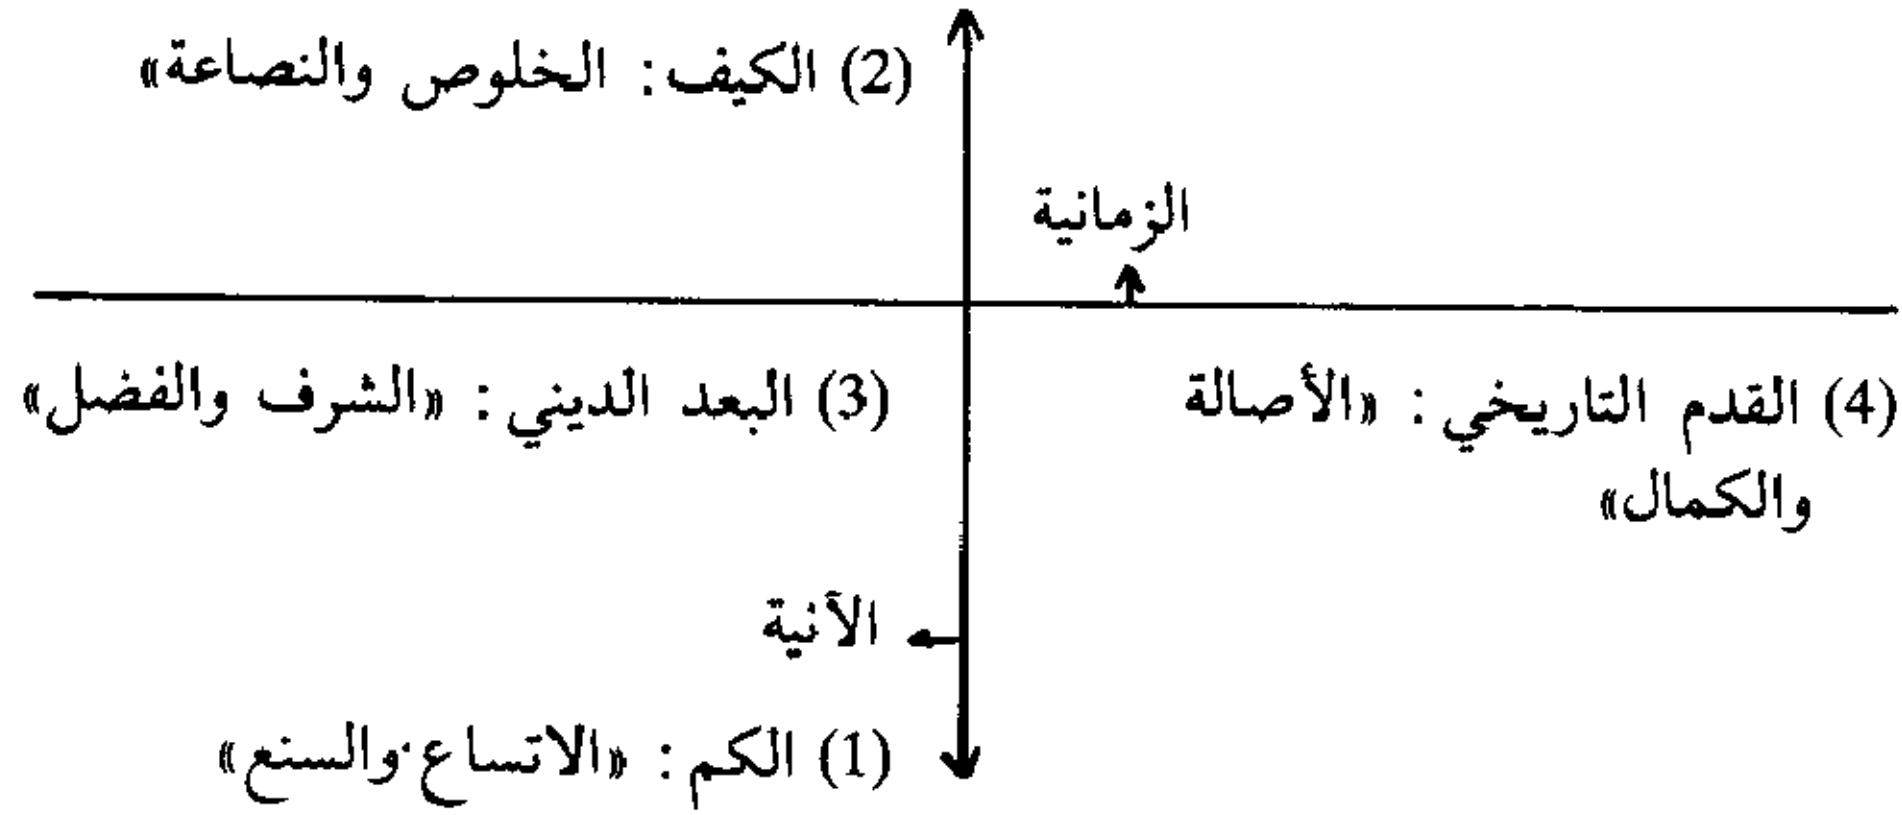 (2) الكيف: الخلوص والنصاعة»
الزمانية
(4) القدم التاريخي: «الأصالة
والكمال»
(3) البعد الديني: «الشرف والفضل»
الآنية
(1) الكم: «الاتساع والسنع»